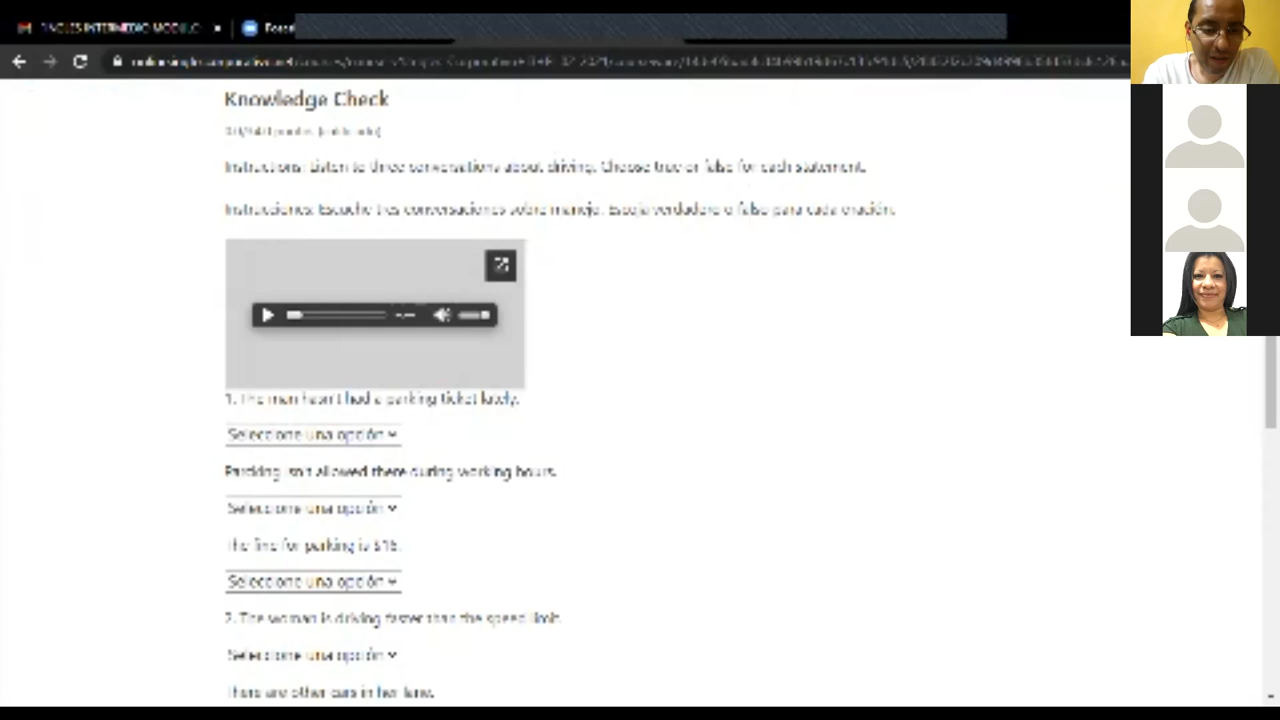 INGLES INTERMEDIO MODULO
Knowledge Check
Instructions: Listen to three conversations about driving. Choose true or false for each statement.
Instrucciones: Escuche tres conversaciones sobre manejo. Escoja verdadero o falso para cada oración.
1. The man hasn't had a parking ticket lately.
Seleccione una opción
Parking isn't allowed there during working hours.
Seleccione una opción
The fine for parking is $16.
Seleccione una opción
2. The woman is driving faster than the speed limit.
Seleccione una opción
There are other cars in her lane.